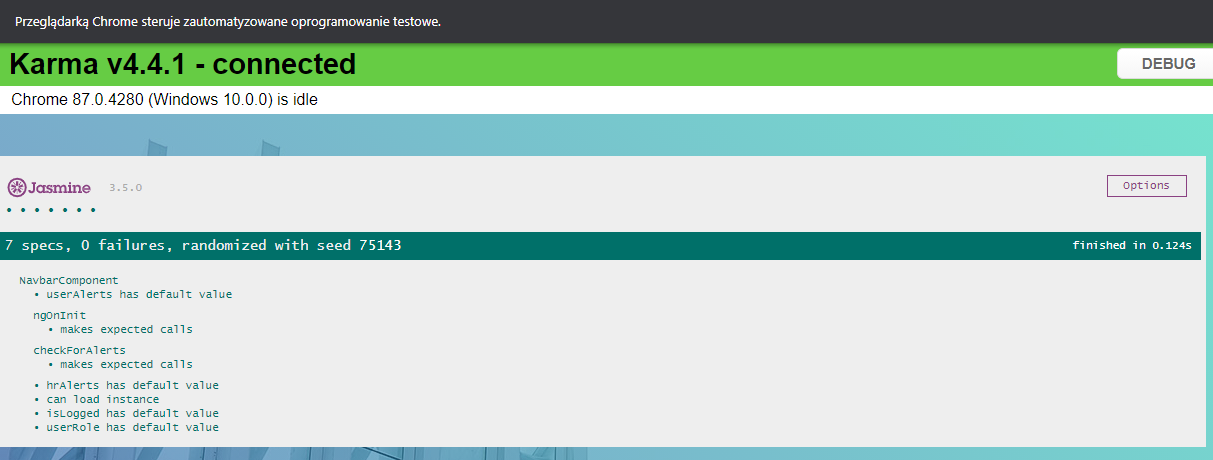 Przeglądarką Chrome steruje zautomatyzowane oprogramowanie testowe.
Karma v4.4.1 - connected
DEBUG
Chrome 87.0.4280 (Windows 10.0.0) is idle
Jasmine 3.5.0
Options
• • • • • • •
7 specs, 0 failures, randomized with seed 75143
finished in 0.124s
NavbarComponent
• userAlerts has default value
ngOnInit
• makes expected calls
checkForAlerts
• makes expected calls
• hrAlerts has default value
• can load instance
• isLogged has default value
• userRole has default value